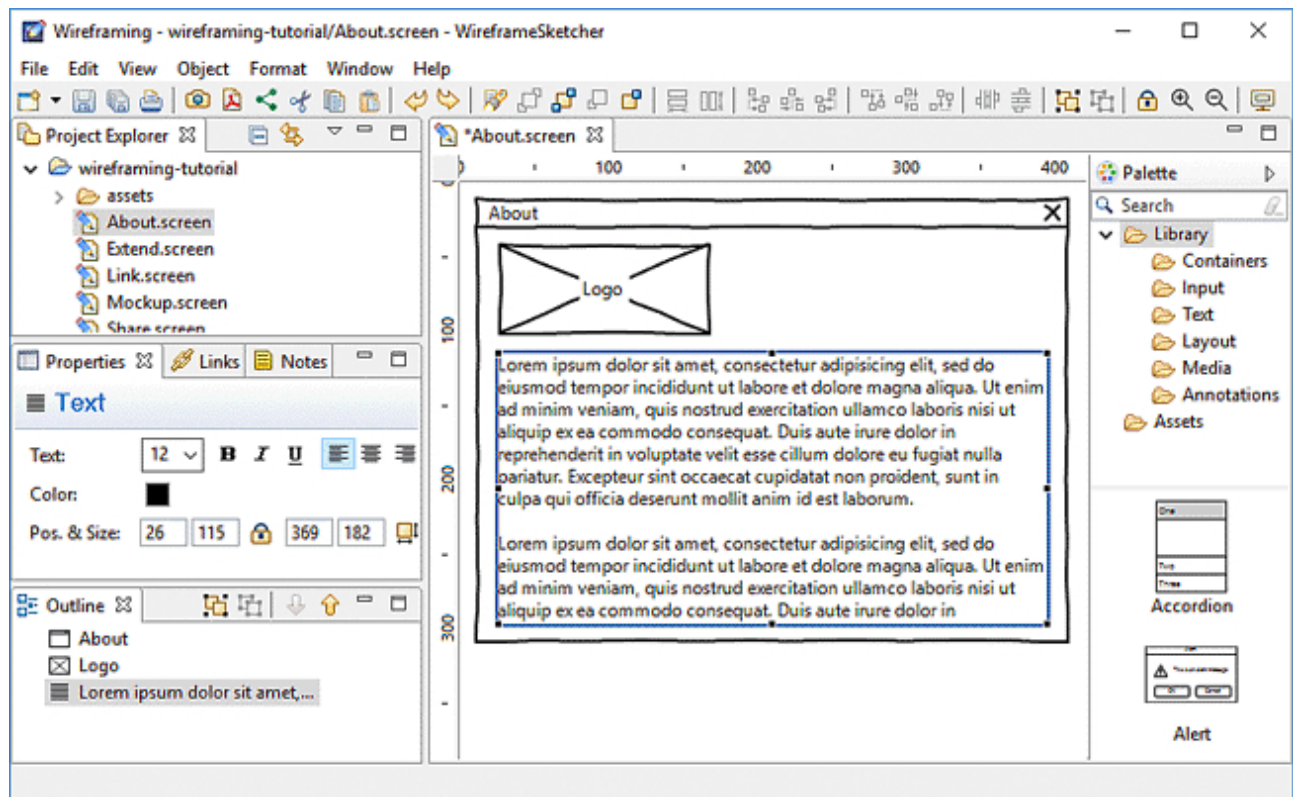 Wireframing - wireframing-tutorial/About.screen - WireframeSketcher
File Edit View Object Format Window Help
Project Explorer
wireframing-tutorial
assets
About.screen
Extend.screen
Link.screen
Mockup.screen
Share.screen
Properties Links Notes
Text
Text: 12 B I U
Color:
Pos. & Size: 26 115 369 182
Outline
About
Logo
Lorem ipsum dolor sit amet,...
*About.screen
0 100 200 300 400
100
200
300
About
Logo
Lorem ipsum dolor sit amet, consectetur adipisicing elit, sed do
eiusmod tempor incididunt ut labore et dolore magna aliqua. Ut enim
ad minim veniam, quis nostrud exercitation ullamco laboris nisi ut
aliquip ex ea commodo consequat. Duis aute irure dolor in
reprehenderit in voluptate velit esse cillum dolore eu fugiat nulla
pariatur. Excepteur sint occaecat cupidatat non proident, sunt in
culpa qui officia deserunt mollit anim id est laborum.
Lorem ipsum dolor sit amet, consectetur adipisicing elit, sed do
eiusmod tempor incididunt ut labore et dolore magna aliqua. Ut enim
ad minim veniam, quis nostrud exercitation ullamco laboris nisi ut
aliquip ex ea commodo consequat. Duis aute irure dolor in
Palette
Search
Library
Containers
Input
Text
Layout
Media
Annotations
Assets
One
Two
Three
Accordion
Alert